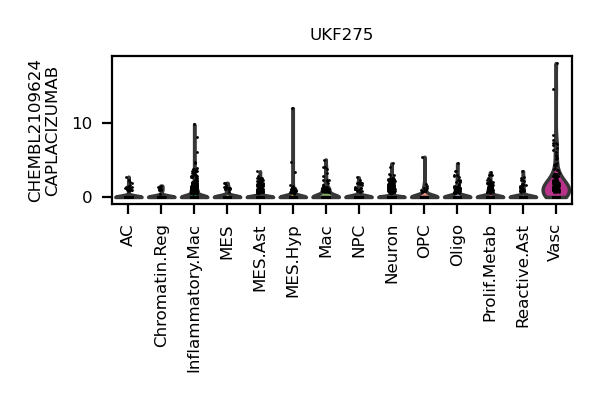 UKF275
CHEMBL2109624
CAPLACIZUMAB
10
0
AC
Chromatin.Reg
Inflammatory.Mac
MES
MES.Ast
MES.Hyp
Mac
NPC
Neuron
OPC
Oligo
Prolif.Metab
Reactive.Ast
Vasc